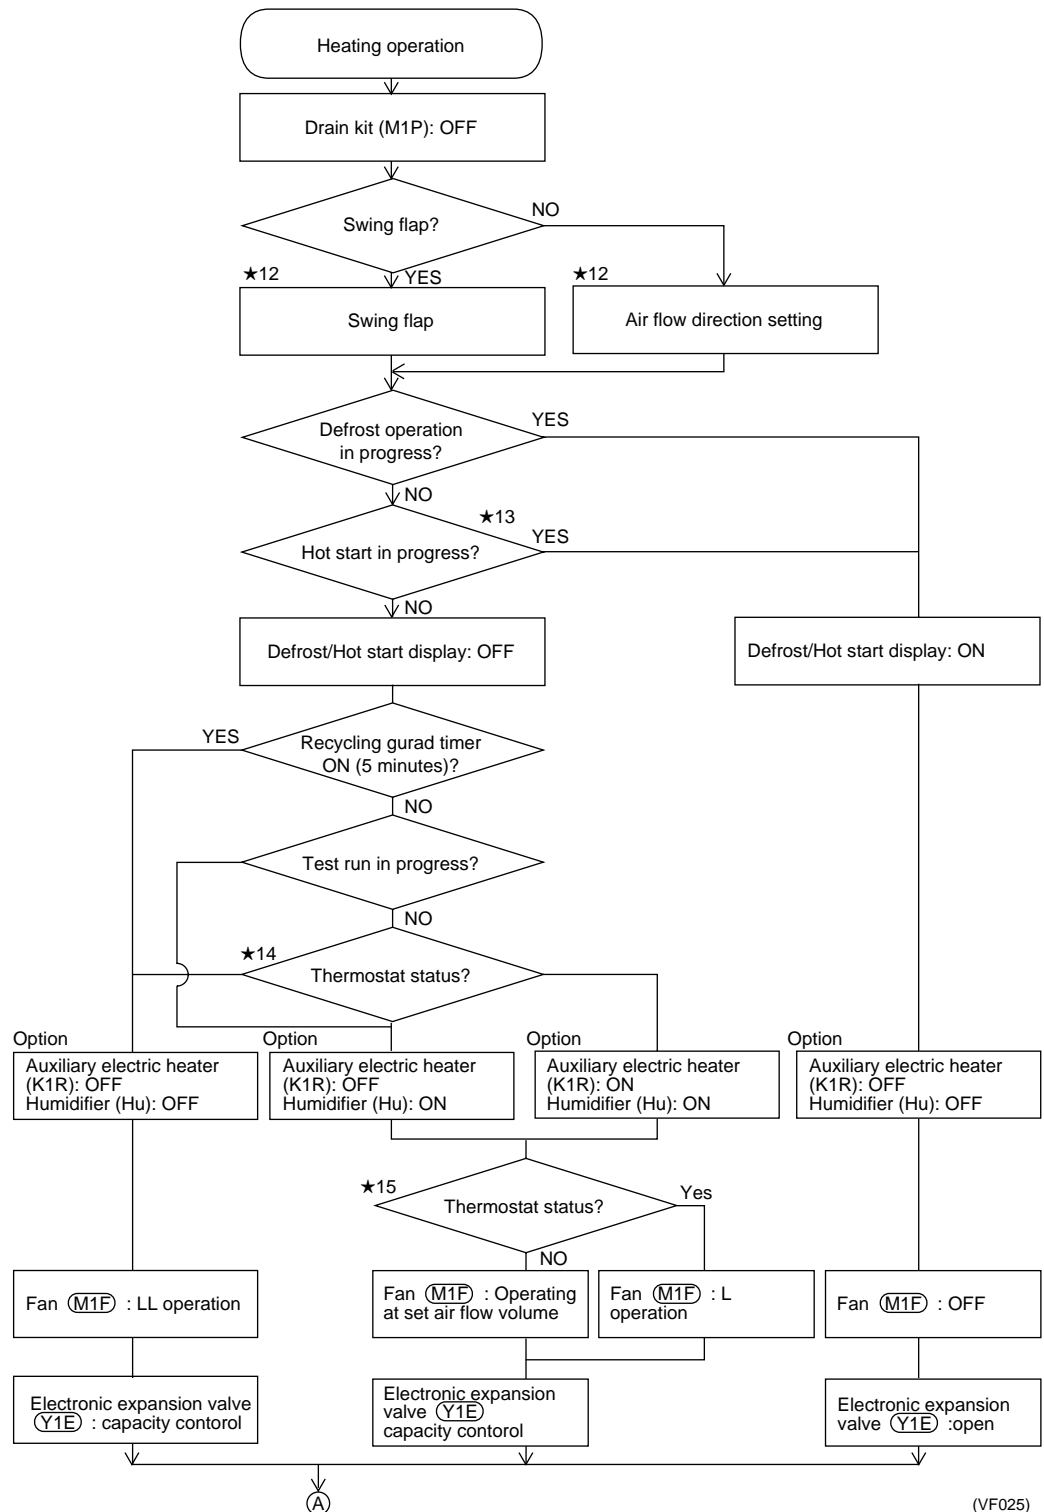 Heating operation
Drain kit (M1P): OFF
Swing flap?
NO
★12
YES
★12
Swing flap
Air flow direction setting
Defrost operation
in progress?
YES
NO
★13
Hot start in progress?
YES
NO
Defrost/Hot start display: OFF
Defrost/Hot start display: ON
YES
Recycling gurad timer
ON (5 minutes)?
NO
Test run in progress?
NO
★14
Thermostat status?
Option
Auxiliary electric heater
(K1R): OFF
Humidifier (Hu): OFF
Option
Auxiliary electric heater
(K1R): OFF
Humidifier (Hu): ON
Option
Auxiliary electric heater
(K1R): ON
Humidifier (Hu): ON
Option
Auxiliary electric heater
(K1R): OFF
Humidifier (Hu): OFF
★15
Thermostat status?
Yes
NO
Fan M1F : LL operation
Fan M1F : Operating
at set air flow volume
Fan M1F : L
operation
Fan M1F : OFF
Electronic expansion valve
Y1E : capacity contorol
Electronic expansion
valve Y1E
capacity contorol
Electronic expansion
valve Y1E :open
A
(VF025)